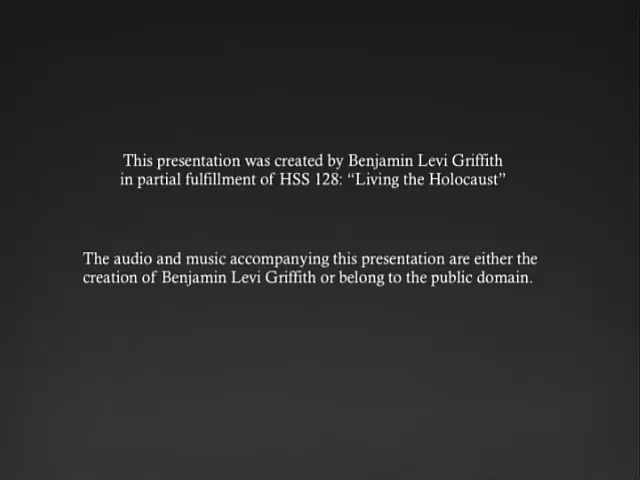 This presentation was created by Benjamin Levi Griffith
in partial fulfillment of HSS 128: “Living the Holocaust”
The audio and music accompanying this presentation are either the
creation of Benjamin Levi Griffith or belong to the public domain.